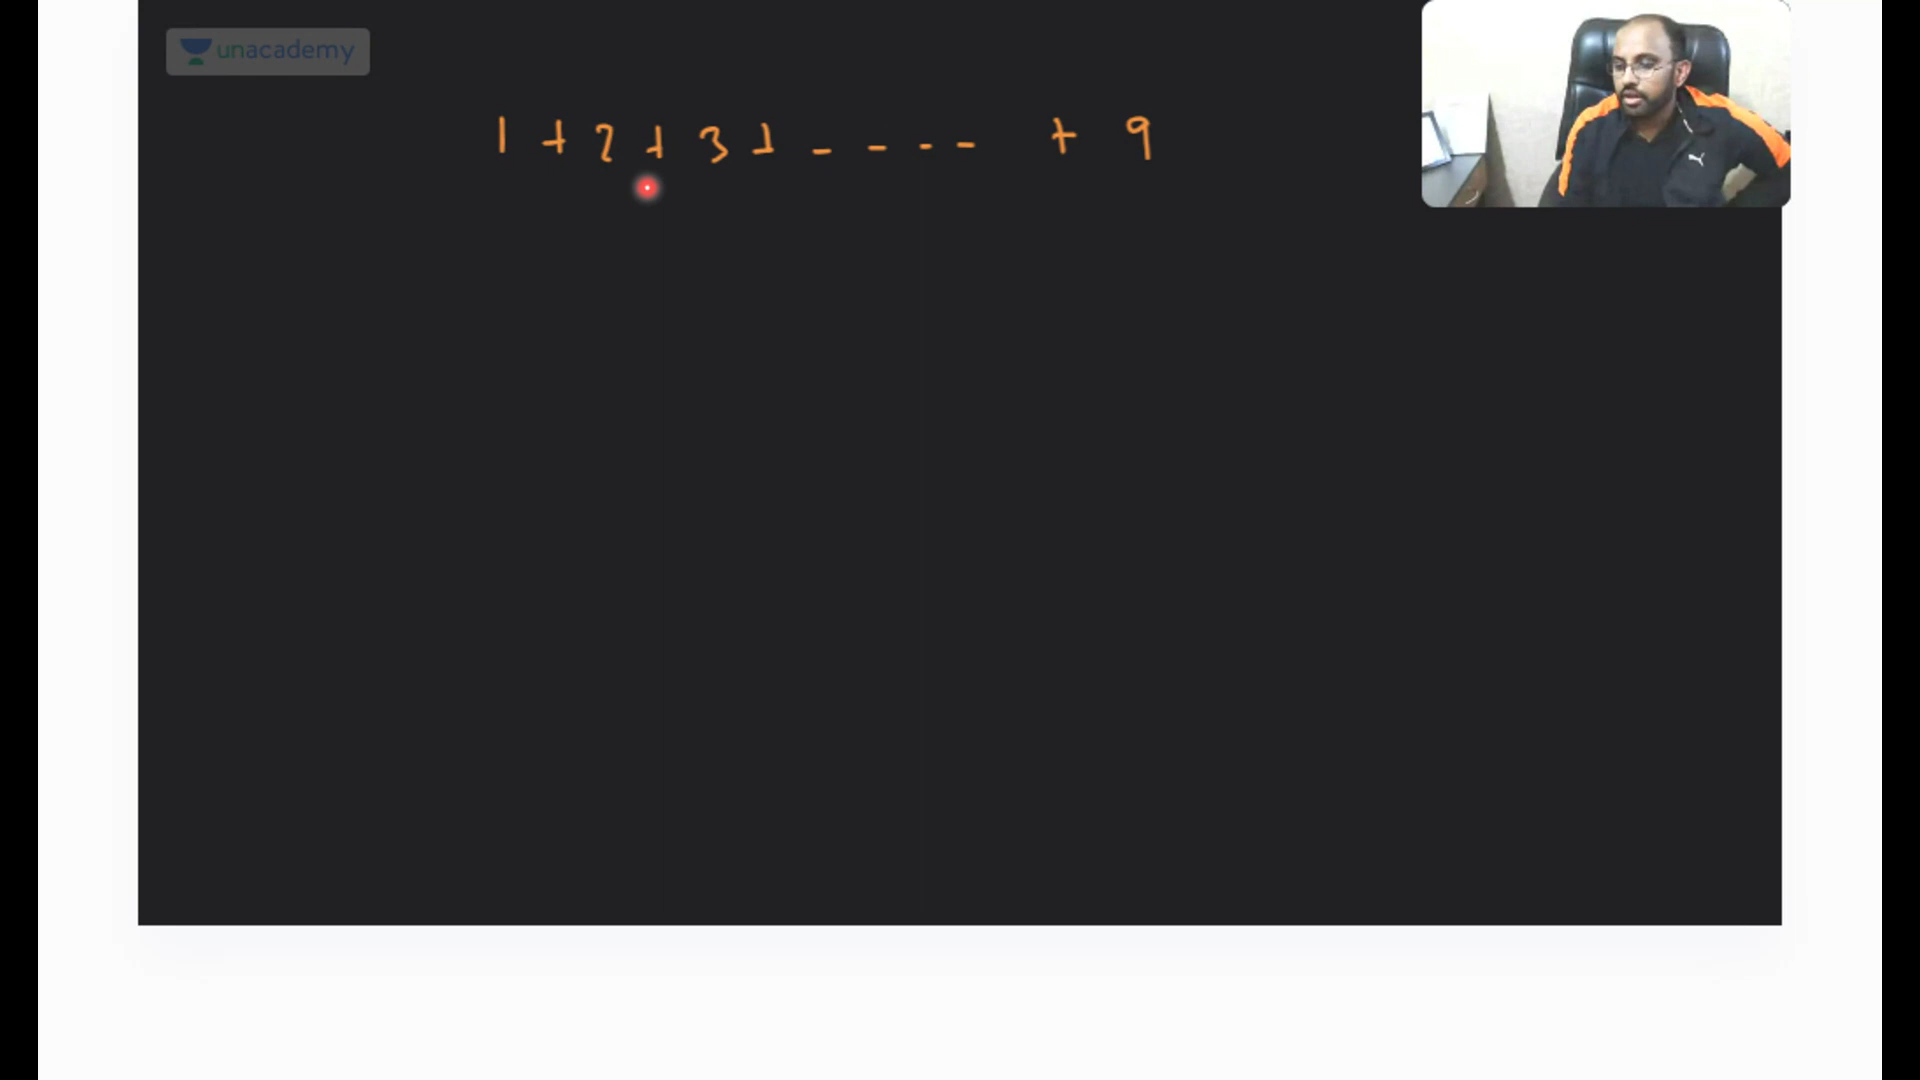 unacademy
1 + 2 + 3 + - - - - + 9